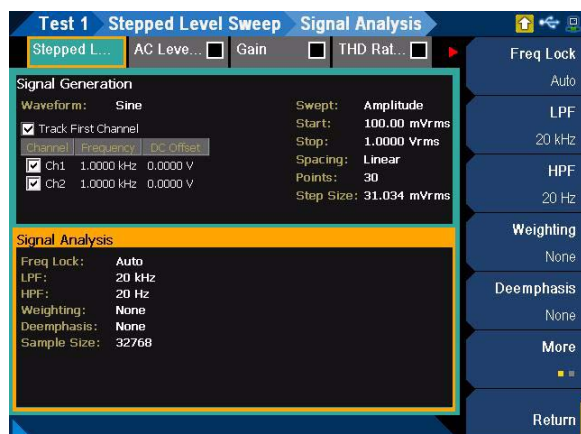 Test 1 Stepped Level Sweep Signal Analysis
Stepped L... AC Leve... Gain THD Rat...
Signal Generation
Waveform: Sine
Track First Channel
Channel Frequency DC Offset
Ch1 1.0000 kHz 0.0000 V
Ch2 1.0000 kHz 0.0000 V
Swept: Amplitude
Start: 100.00 mVrms
Stop: 1.0000 Vrms
Spacing: Linear
Points: 30
Step Size: 31.034 mVrms
Signal Analysis
Freq Lock: Auto
LPF: 20 kHz
HPF: 20 Hz
Weighting: None
Deemphasis: None
Sample Size: 32768
Freq Lock
Auto
LPF
20 kHz
HPF
20 Hz
Weighting
None
Deemphasis
None
More
Return